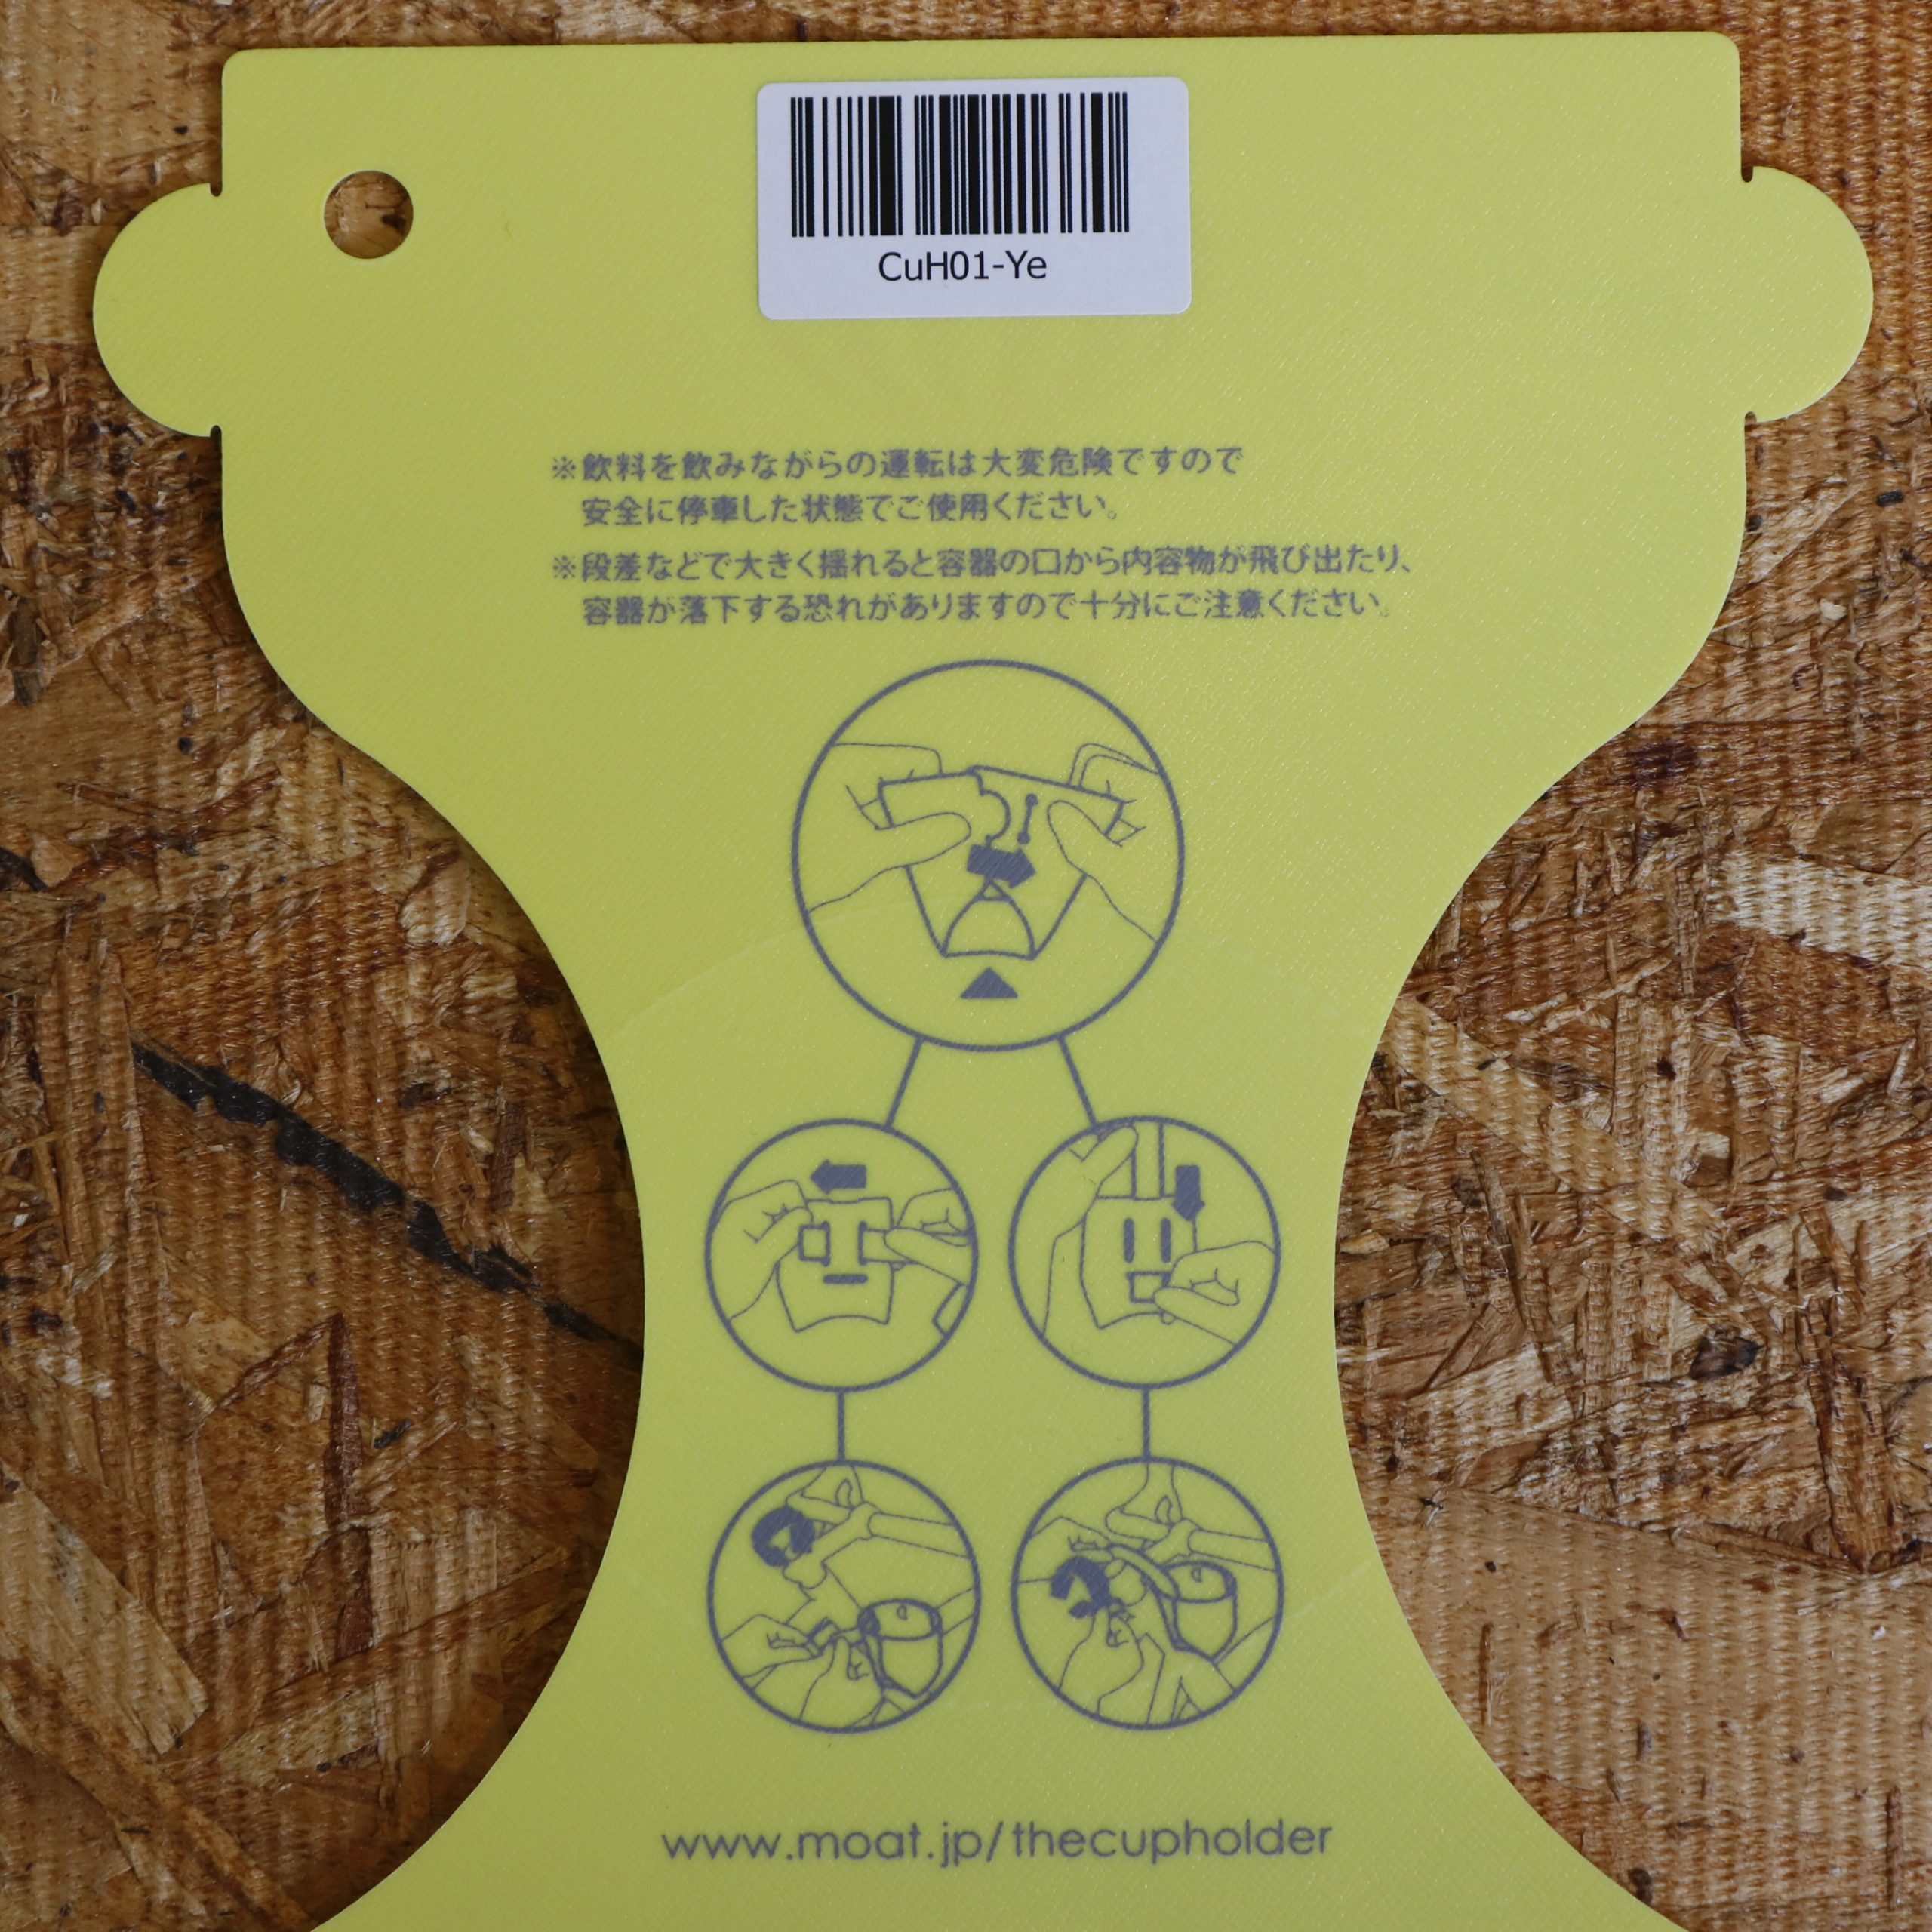 CuH01-Ye
※飲料を飲みながらの運転は大変危険ですので
安全に停車した状態でご使用ください。
※段差などで大きく揺れると容器の口から内容物が飛び出たり、
容器が落下する恐れがありますので十分にご注意ください。
www.moat.jp/thecupholder